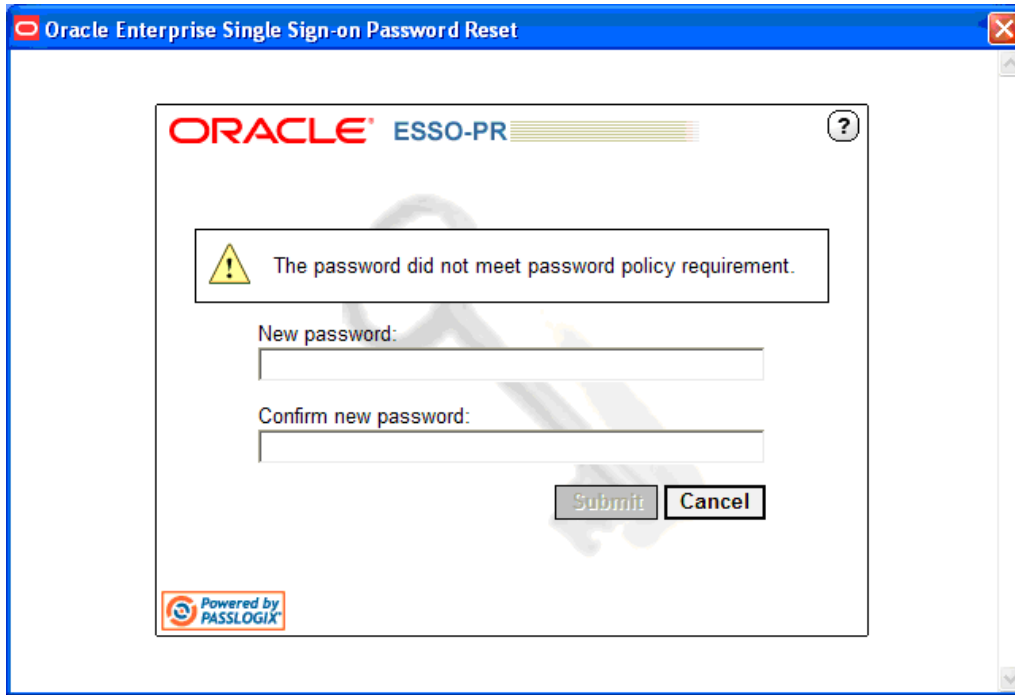 Oracle Enterprise Single Sign-on Password Reset
ORACLE® ESSO-PR
?
The password did not meet password policy requirement.
New password:
Confirm new password:
Submit Cancel
Powered by
PASSLOGIX®